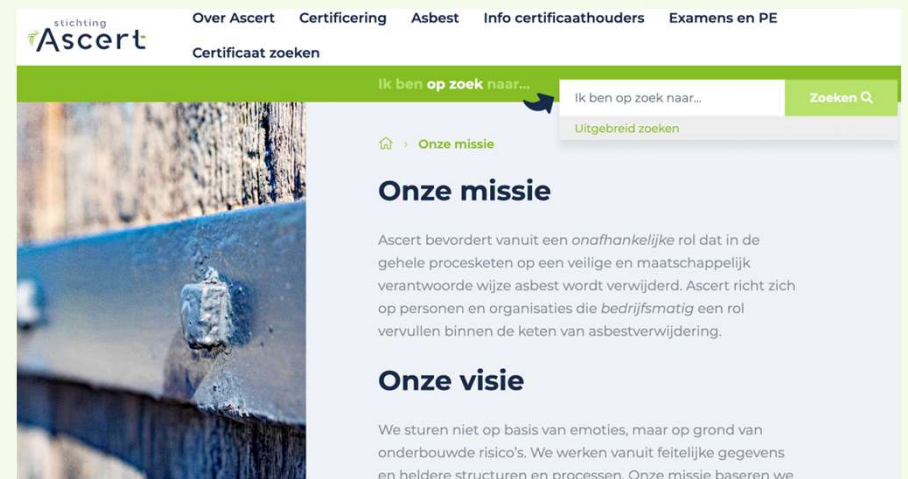 stichting
Ascert
Over Ascert Certificering Asbest Info certificaathouders Examens en PE
Certificaat zoeken
Ik ben op zoek naar...
Ik ben op zoek naar...
Zoeken
Uitgebreid zoeken
Onze missie
Onze missie
Ascert bevordert vanuit een onafhankelijke rol dat in de
gehele procesketen op een veilige en maatschappelijk
verantwoorde wijze asbest wordt verwijderd. Ascert richt zich
op personen en organisaties die bedrijfsmatig een rol
vervullen binnen de keten van asbestverwijdering.
Onze visie
We sturen niet op basis van emoties, maar op grond van
onderbouwde risico's. We werken vanuit feitelijke gegevens
en heldere structuren en processen. Onze missie baseren we